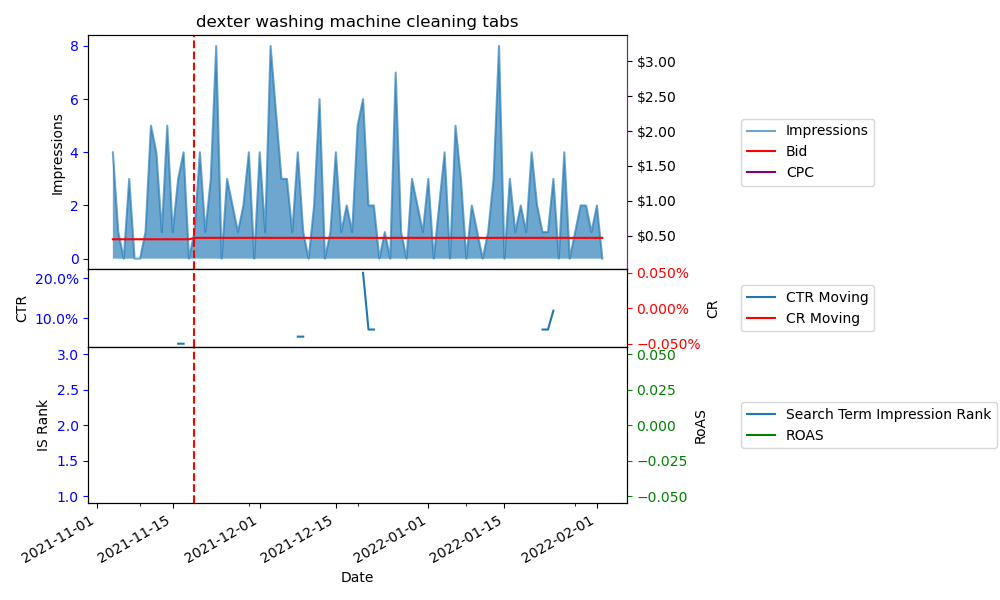 dexter washing machine cleaning tabs
Impressions
8
6
4
2
0
$3.00
$2.50
$2.00
$1.50
$1.00
$0.50
Impressions
Bid
CPC
CTR
20.0%
10.0%
0.050%
0.000%
−0.050%
CR
CTR Moving
CR Moving
IS Rank
3.0
2.5
2.0
1.5
1.0
0.050
0.025
0.000
−0.025
−0.050
RoAS
Search Term Impression Rank
ROAS
2021-11-01
2021-11-15
2021-12-01
2021-12-15
2022-01-01
2022-01-15
2022-02-01
Date